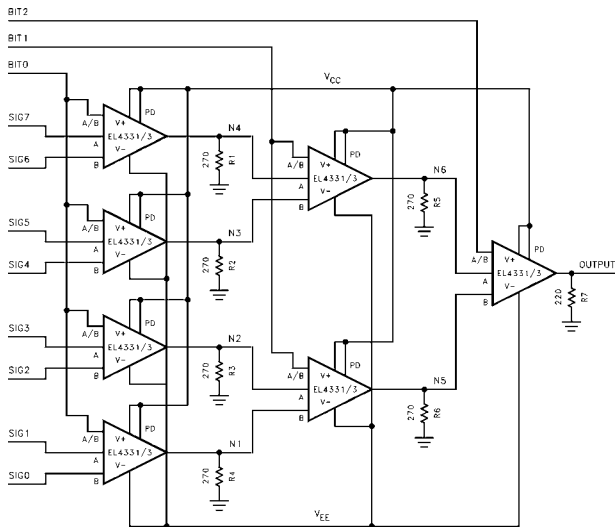 BIT2
BIT1
BIT0
V_CC
SIG7
A/B
V+
PD
N4
EL4331/3
A
V-
B
SIG6
270
R1
A/B
V+
PD
EL4331/3
A
V-
B
N6
270
R5
SIG5
A/B
V+
PD
N3
EL4331/3
A
V-
B
SIG4
270
R2
A/B
V+
PD
EL4331/3
A
V-
B
OUTPUT
220
R7
SIG3
A/B
V+
PD
N2
EL4331/3
A
V-
B
SIG2
270
R3
A/B
V+
PD
EL4331/3
A
V-
B
N5
270
R6
SIG1
A/B
V+
PD
N1
EL4331/3
A
V-
B
SIG0
270
R4
V_EE